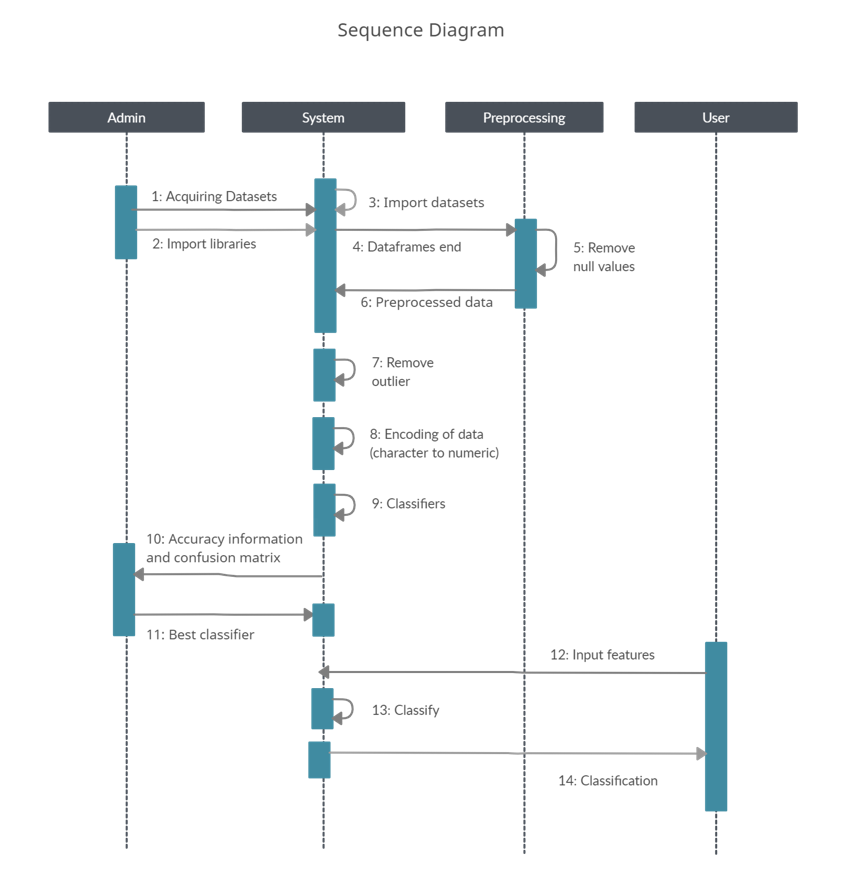 Sequence Diagram
Admin
System
Preprocessing
User
1: Acquiring Datasets
3: Import datasets
2: Import libraries
4: Dataframes end
5: Remove
null values
6: Preprocessed data
7: Remove
outlier
8: Encoding of data
(character to numeric)
9: Classifiers
10: Accuracy information
and confusion matrix
11: Best classifier
12: Input features
13: Classify
14: Classification